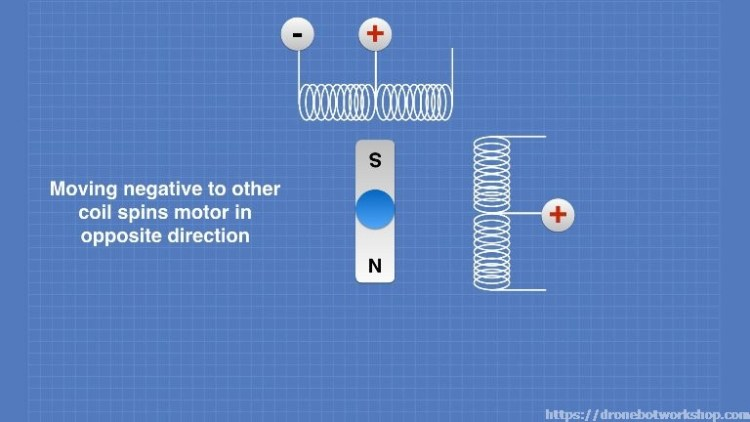 - +
S
Moving negative to other
coil spins motor in
opposite direction
+
N
https://dronebotworkshop.com